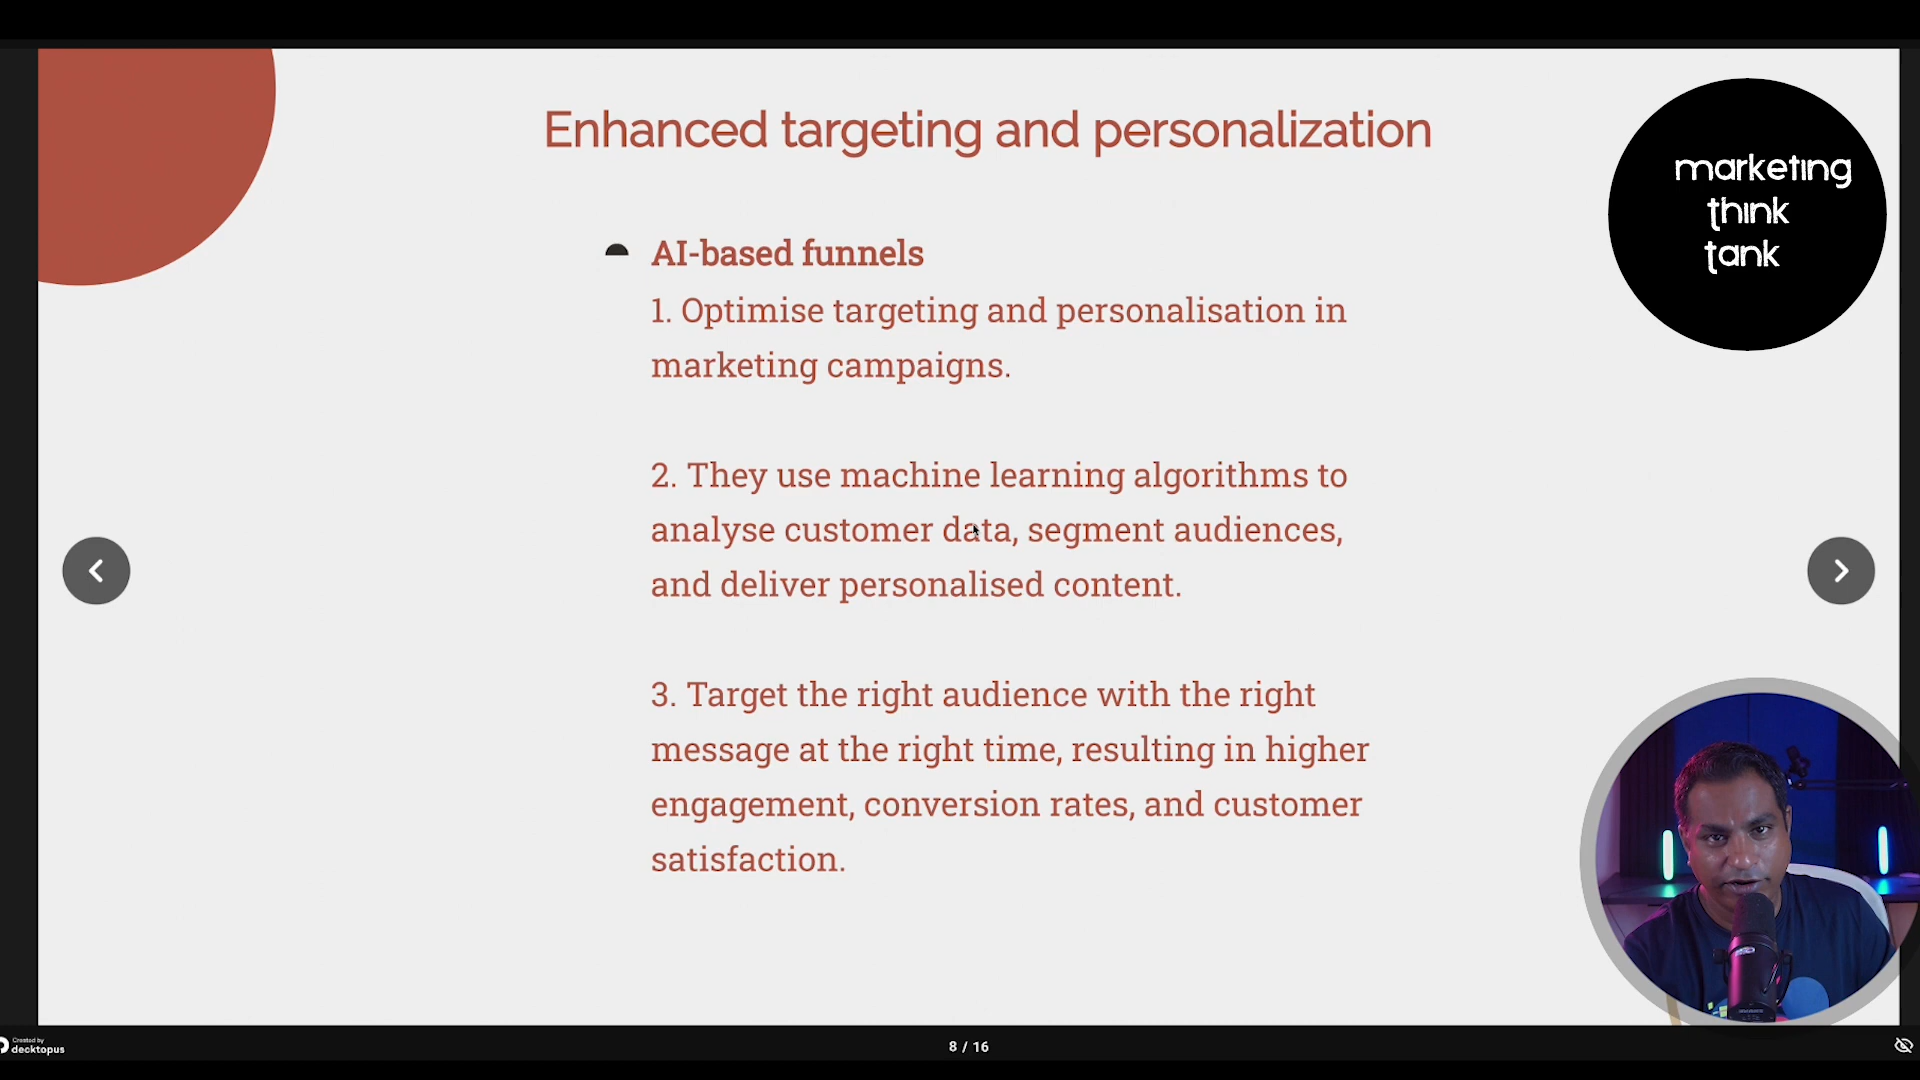 Enhanced targeting and personalization
marketing
think
tank
AI-based funnels
1. Optimise targeting and personalisation in
marketing campaigns.
2. They use machine learning algorithms to
analyse customer data, segment audiences,
and deliver personalised content.
3. Target the right audience with the right
message at the right time, resulting in higher
engagement, conversion rates, and customer
satisfaction.
Created by
decktopus
8 / 16